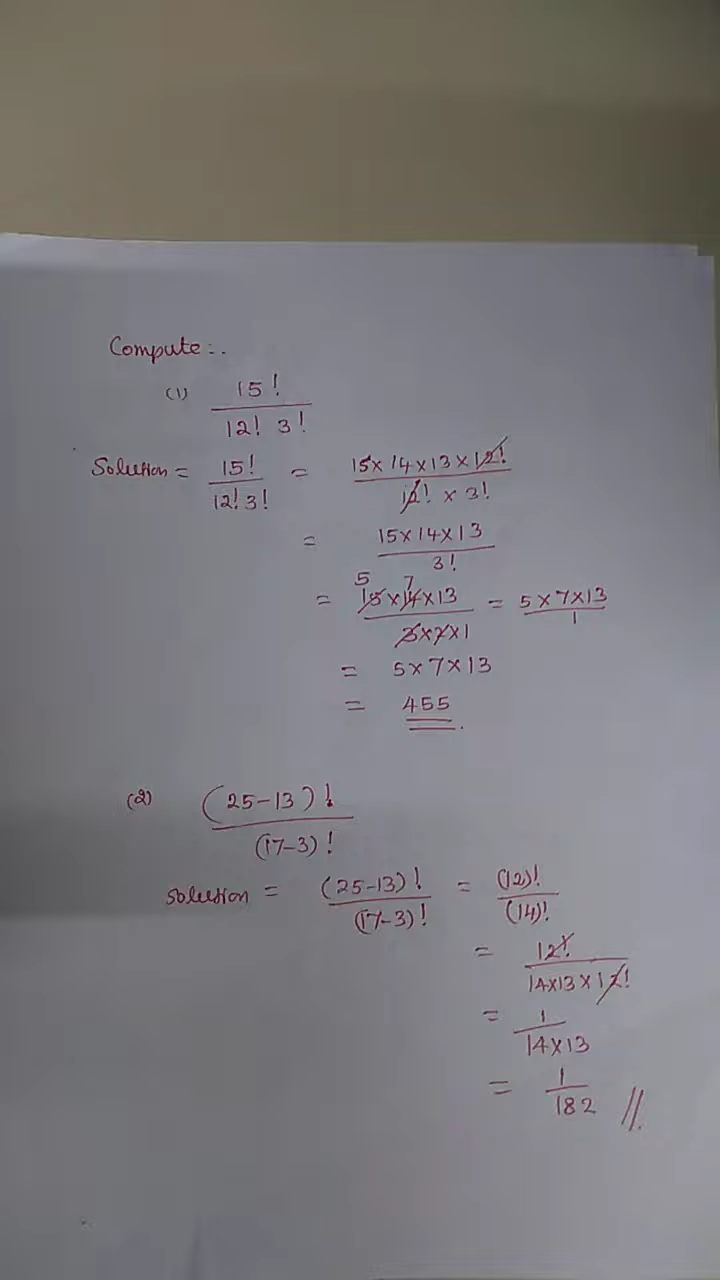 Compute:.
(1) 15! / 12! 3!
Solution = 15! / 12! 3! = 15 x 14 x 13 x 12! / 12! x 3!
= 15 x 14 x 13 / 3!
= 5 7 15 x 14 x 13 / 3 x 2 x 1 = 5 x 7 x 13 / 1
= 5 x 7 x 13
= 455.
(2) (25-13)! / (17-3)!
Solution = (25-13)! / (17-3)! = (12)! / (14)!
= 12! / 14 x 13 x 12!
= 1 / 14 x 13
= 1 / 182 //